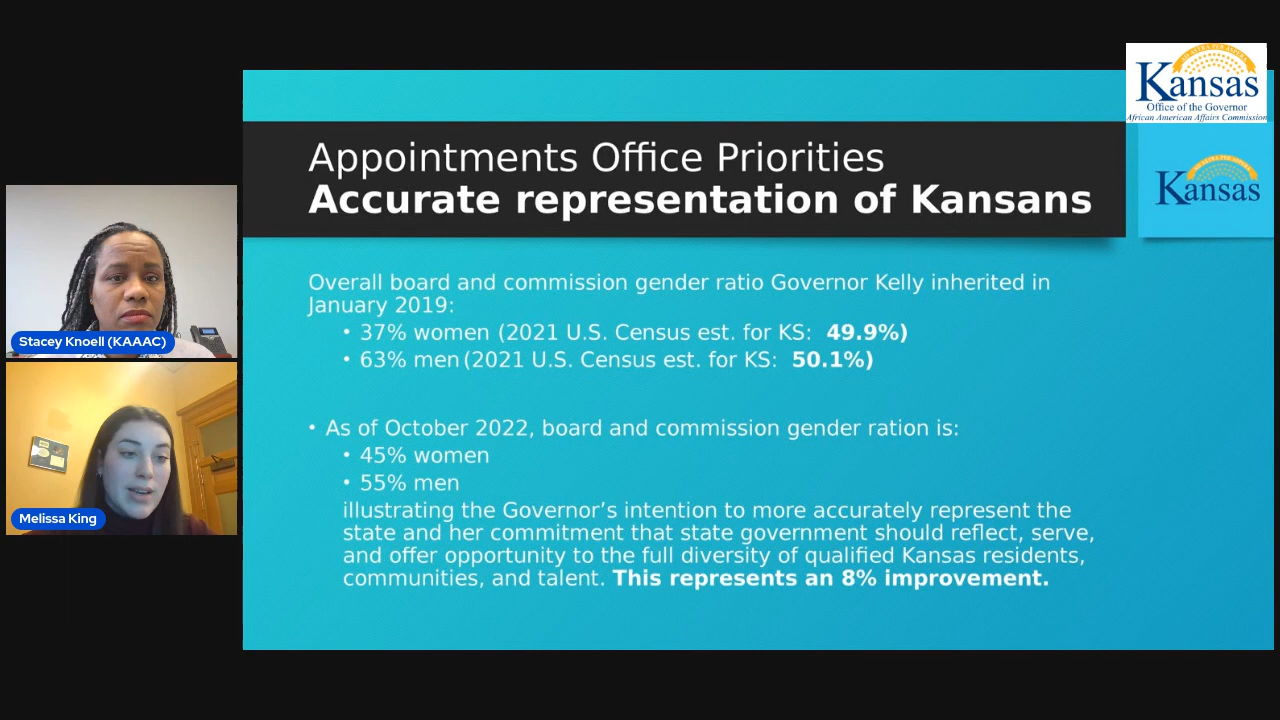 AD ASTRA PER ASPERA
Kansas
Office of the Governor
African American Affairs Commission
Appointments Office Priorities
Accurate representation of Kansans
Kansas
Overall board and commission gender ratio Governor Kelly inherited in
January 2019:
• 37% women (2021 U.S. Census est. for KS: 49.9%)
• 63% men (2021 U.S. Census est. for KS: 50.1%)
• As of October 2022, board and commission gender ration is:
• 45% women
• 55% men
illustrating the Governor’s intention to more accurately represent the
state and her commitment that state government should reflect, serve,
and offer opportunity to the full diversity of qualified Kansas residents,
communities, and talent. This represents an 8% improvement.
Stacey Knoell (KAAAC)
Melissa King